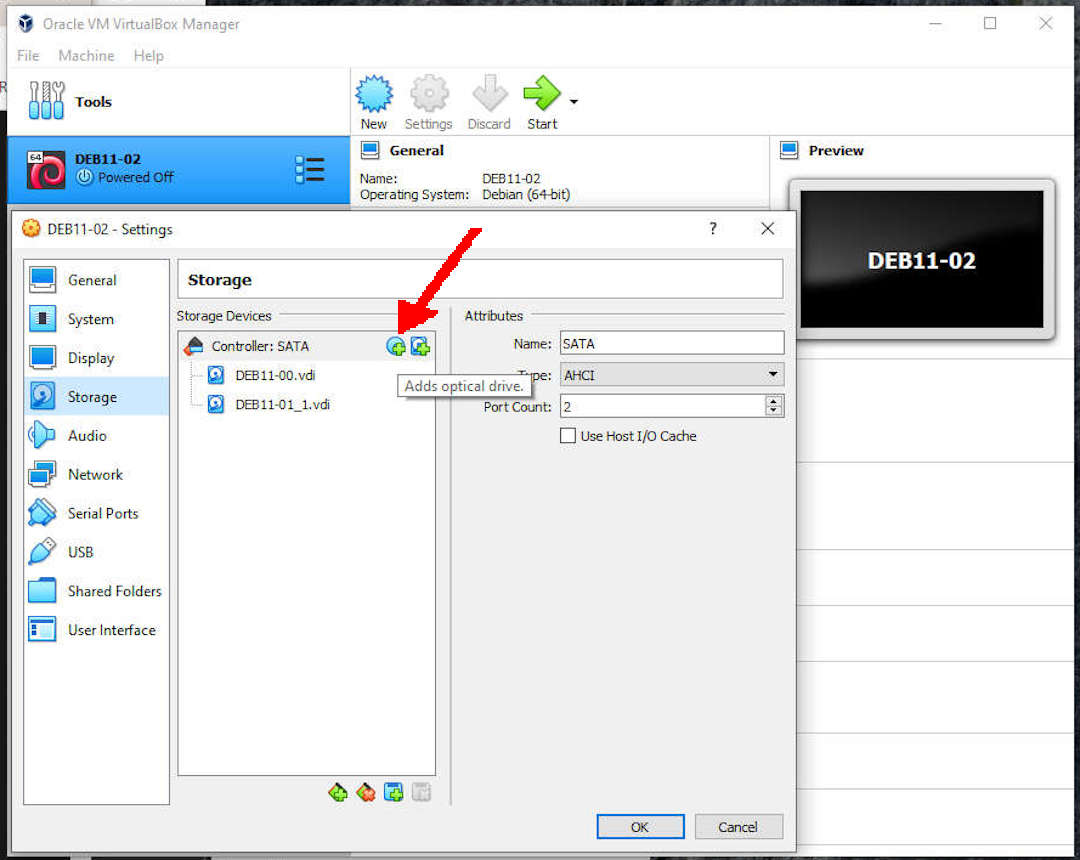 Oracle VM VirtualBox Manager
File Machine Help
Tools
New Settings Discard Start
64
DEB11-02
Powered Off
General
Name: DEB11-02
Operating System: Debian (64-bit)
Preview
DEB11-02
DEB11-02 - Settings
?
General
System
Display
Storage
Audio
Network
Serial Ports
USB
Shared Folders
User Interface
Storage
Storage Devices
Controller: SATA
DEB11-00.vdi
DEB11-01_1.vdi
Adds optical drive.
Attributes
Name: SATA
Type: AHCI
Port Count: 2
Use Host I/O Cache
OK Cancel